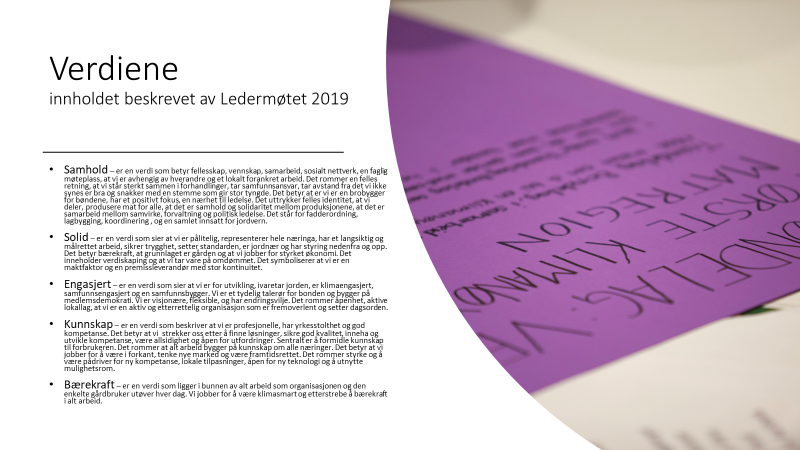 Verdiene
innholdet beskrevet av Ledermøtet 2019
• Samhold – er en verdi som betyr fellesskap, vennskap, samarbeid, sosialt nettverk, en faglig
møteplass, at vi er avhengig av hverandre og et lokalt forankret arbeid. Det rommer en felles
retning, at vi står sterkt sammen i forhandlinger, tar samfunnsansvar, tar avstand fra det vi ikke
synes er bra og snakker med en stemme som gir stor tyngde. Det betyr at vi er en brobygger
for bøndene, har et positivt fokus, en nærhet til ledelse. Det uttrykker felles identitet, at vi
deler, produsere mat for alle, at det er samhold og solidaritet mellom produksjonene, at det er
samarbeid mellom samvirke, forvaltning og politisk ledelse. Det står for fadderordning,
lagbygging, koordinering , og en samlet innsatt for jordvern.
• Solid – er en verdi som sier at vi er pålitelig, representerer hele næringa, har et langsiktig og
målrettet arbeid, sikrer trygghet, setter standarden, er jordnær og har styring nedenfra og opp.
Det betyr bærekraft, at grunnlaget er gården og at vi jobber for styrket økonomi. Det
inneholder verdiskaping og at vi tar vare på omdømmet. Det symboliserer at vi er en
maktfaktor og en premissleverandør med stor kontinuitet.
• Engasjert – er en verdi som sier at vi er for utvikling, ivaretar jorden, er klimaengasjert,
samfunnsengasjert og en samfunnsbygger. Vi er et tydelig talerør for bonden og bygger på
medlemsdemokrati. Vi er visjonære, fleksible, og har endringsvilje. Det rommer åpenhet, aktive
lokallag, at vi er en aktiv og etterrettelig organisasjon som er fremoverlent og setter dagsorden.
• Kunnskap – er en verdi som beskriver at vi er profesjonelle, har yrkesstolthet og god
kompetanse. Det betyr at vi strekker oss etter å finne løsninger, sikre god kvalitet, inneha og
utvikle kompetanse, være allsidighet og åpen for utfordringer. Sentralt er å formidle kunnskap
til forbrukeren. Det rommer at alt arbeid bygger på kunnskap om alle næringer. Det betyr at vi
jobber for å være i forkant, tenke nye marked og være framtidsrettet. Det rommer styrke og å
være pådriver for ny kompetanse, lokale tilpasninger, åpen for ny teknologi og å utnytte
mulighetsrom.
• Bærekraft – er en verdi som ligger i bunnen av alt arbeid som organisasjonen og den
enkelte gårdbruker utøver hver dag. Vi jobber for å være klimasmart og etterstrebe å bærekraft
i alt arbeid.